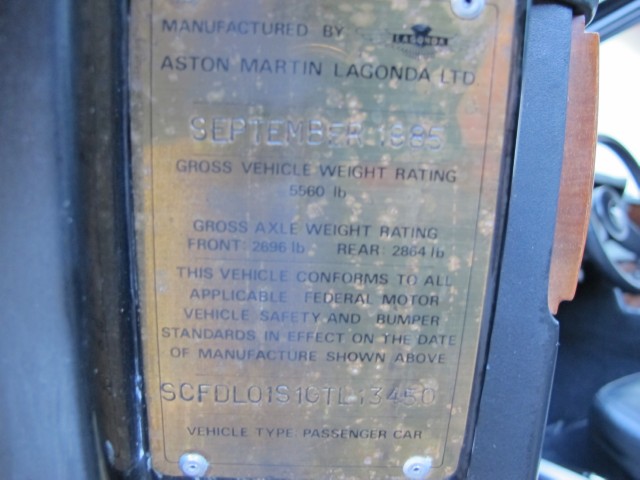 MANUFACTURED BY LAGONDA
ASTON MARTIN LAGONDA LTD
SEPTEMBER 1985
GROSS VEHICLE WEIGHT RATING
5560 lb
GROSS AXLE WEIGHT RATING
FRONT: 2696 lb REAR: 2864 lb
THIS VEHICLE CONFORMS TO ALL
APPLICABLE FEDERAL MOTOR
VEHICLE SAFETY AND BUMPER
STANDARDS IN EFFECT ON THE DATE
OF MANUFACTURE SHOWN ABOVE
SCFDL01S1GTL13450
VEHICLE TYPE: PASSENGER CAR